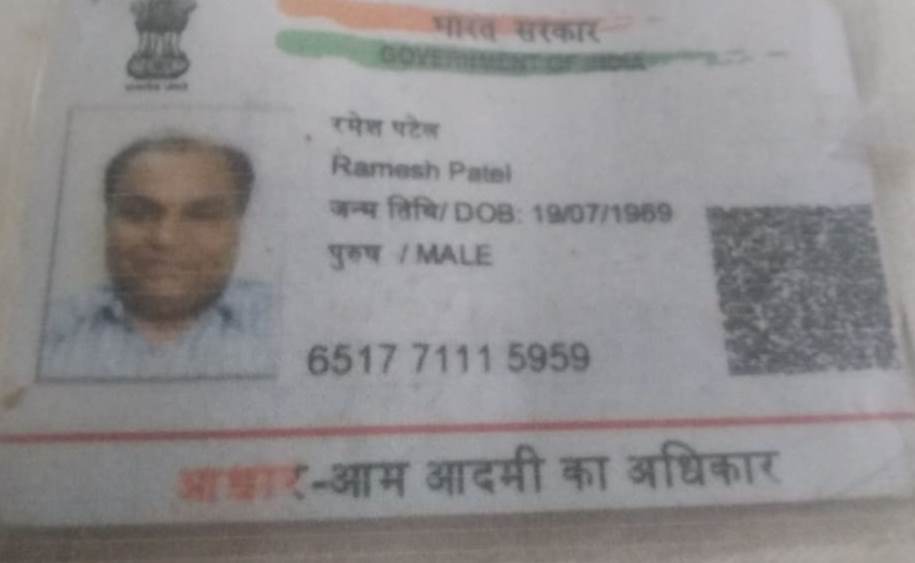 भारत सरकार
GOVERNMENT OF INDIA
रमेश पटेल
Ramesh Patel
जन्म तिथि/ DOB: 19/07/1969
पुरुष / MALE
6517 7111 5959
आधार-आम आदमी का अधिकार